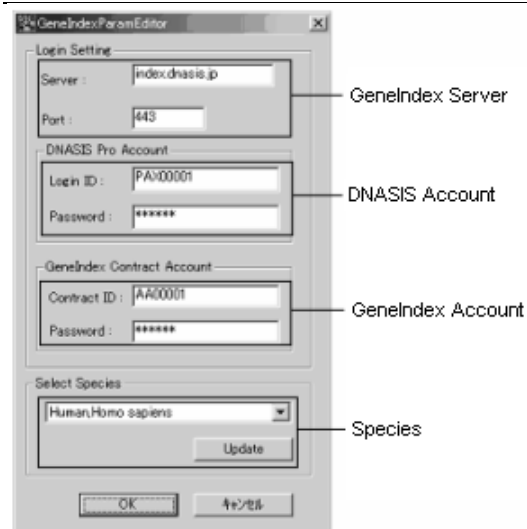 GeneIndexParamEditor
Login Setting
Server : index.dnasis.jp
GeneIndex Server
Port : 443
DNASIS Pro Account
Login ID : PAX00001
DNASIS Account
Password : ******
GeneIndex Contract Account
Contract ID : AA00001
GeneIndex Account
Password : ******
Select Species
Human,Homo sapiens
Species
Update
OK キャンセル